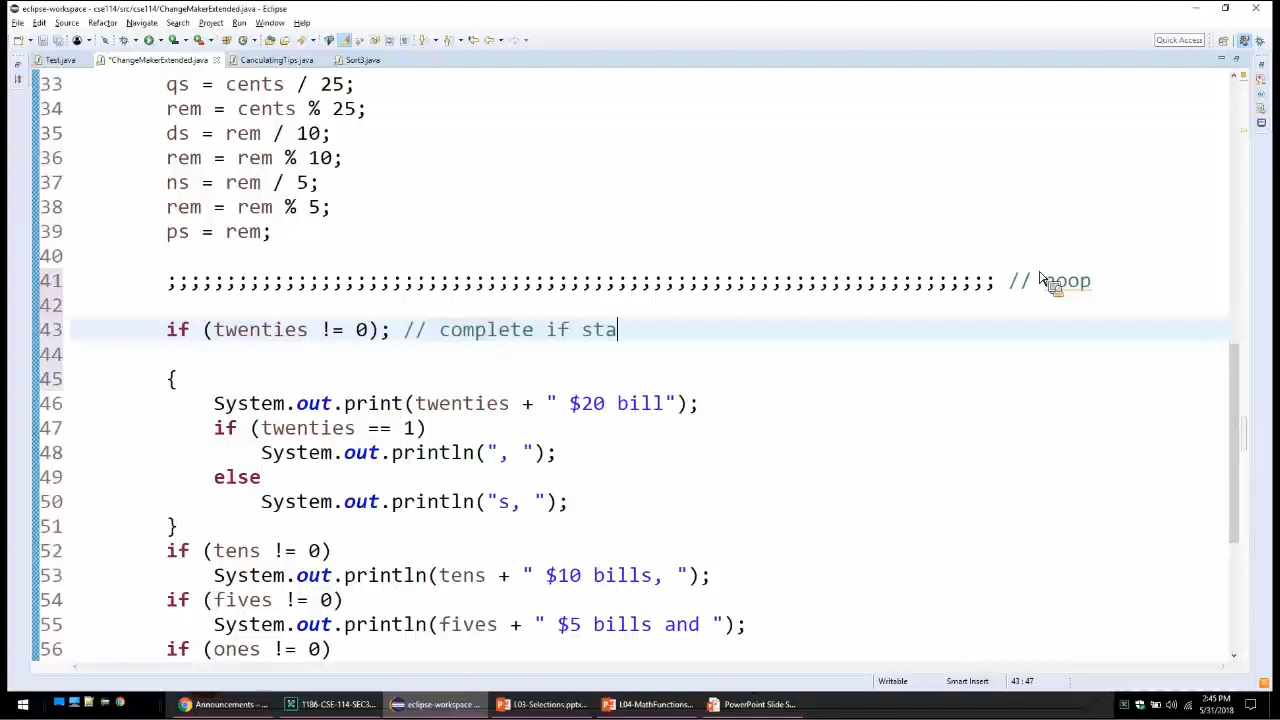 eclipse-workspace - cse114/src/cse114/ChangeMakerExtended.java - Eclipse
File Edit Source Refactor Navigate Search Project Run Window Help
Quick Access
Test.java *ChangeMakerExtended.java CanculatingTips.java Sort3.java
33 qs = cents / 25;
34 rem = cents % 25;
35 ds = rem / 10;
36 rem = rem % 10;
37 ns = rem / 5;
38 rem = rem % 5;
39 ps = rem;
40
41 ;;;;;;;;;;;;;;;;;;;;;;;;;;;;;;;;;;;;;;;;;;;;;;;;;;;;;;;;;;;;;;;;;;;;;; // noop
42
43 if (twenties != 0); // complete if sta
44
45 {
46 System.out.print(twenties + " $20 bill");
47 if (twenties == 1)
48 System.out.println(", ");
49 else
50 System.out.println("s, ");
51 }
52 if (tens != 0)
53 System.out.println(tens + " $10 bills, ");
54 if (fives != 0)
55 System.out.println(fives + " $5 bills and ");
56 if (ones != 0)
Writable Smart Insert 43 : 47
Announcements – ... 1186-CSE-114-SEC3... eclipse-workspace ... L03-Selections.pptx... L04-MathFunctions... PowerPoint Slide S... 2:45 PM
5/31/2018